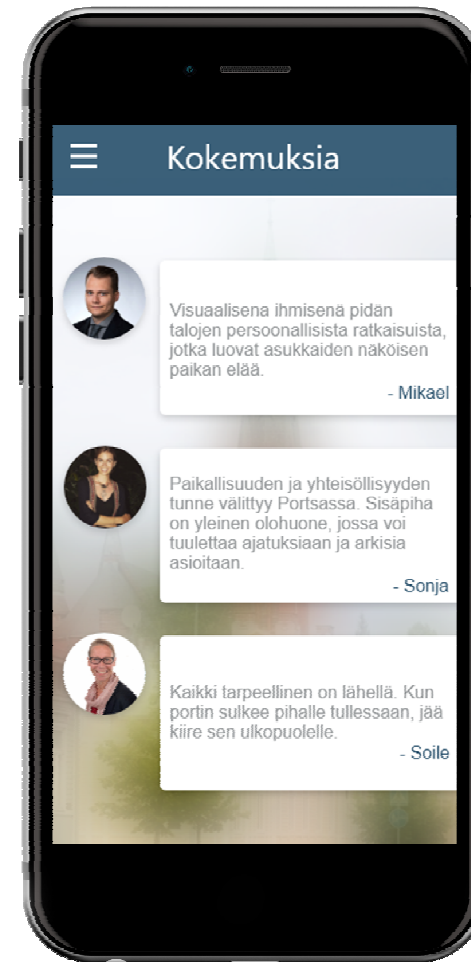 Kokemuksia
Visuaalisena ihmisenä pidän
talojen persoonallisista ratkaisuista,
jotka luovat asukkaiden näköisen
paikan elää.
- Mikael
Paikallisuuden ja yhteisöllisyyden
tunne välittyy Portsassa. Sisäpiha
on yleinen olohuone, jossa voi
tuulettaa ajatuksiaan ja arkisia
asioitaan.
- Sonja
Kaikki tarpeellinen on lähellä. Kun
portin sulkee pihalle tullessaan, jää
kiire sen ulkopuolelle.
- Soile